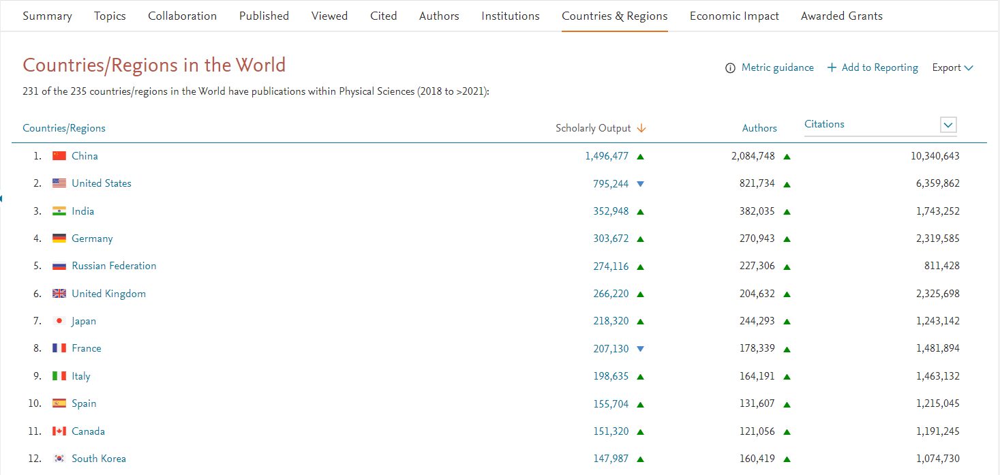 Summary Topics Collaboration Published Viewed Cited Authors Institutions Countries & Regions Economic Impact Awarded Grants
Countries/Regions in the World
Metric guidance + Add to Reporting Export
231 of the 235 countries/regions in the World have publications within Physical Sciences (2018 to >2021):
Countries/Regions Scholarly Output Authors Citations
1. China 1,496,477 2,084,748 10,340,643
2. United States 795,244 821,734 6,359,862
3. India 352,948 382,035 1,743,252
4. Germany 303,672 270,943 2,319,585
5. Russian Federation 274,116 227,306 811,428
6. United Kingdom 266,220 204,632 2,325,698
7. Japan 218,320 244,293 1,243,142
8. France 207,130 178,339 1,481,894
9. Italy 198,635 164,191 1,463,132
10. Spain 155,704 131,607 1,215,045
11. Canada 151,320 121,056 1,191,245
12. South Korea 147,987 160,419 1,074,730